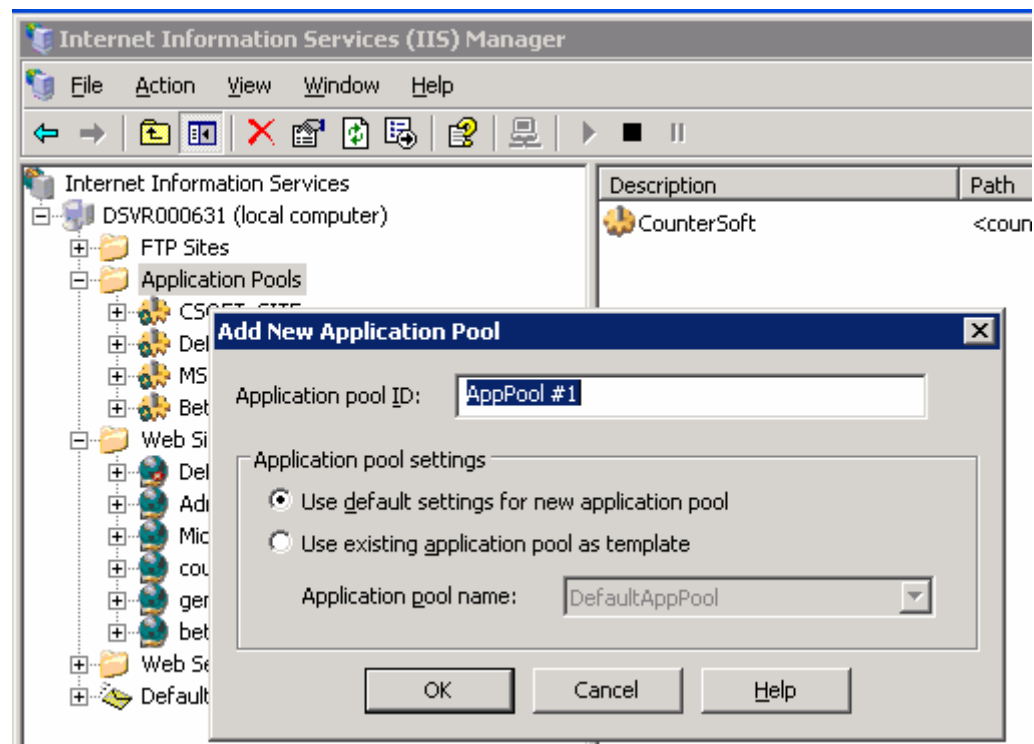 Internet Information Services (IIS) Manager
File Action View Window Help
Internet Information Services
DSVR000631 (local computer)
FTP Sites
Application Pools
Web
Default
Description Path
CounterSoft
Add New Application Pool
Application pool ID: AppPool #1
Application pool settings
Use default settings for new application pool
Use existing application pool as template
Application pool name: DefaultAppPool
OK Cancel Help